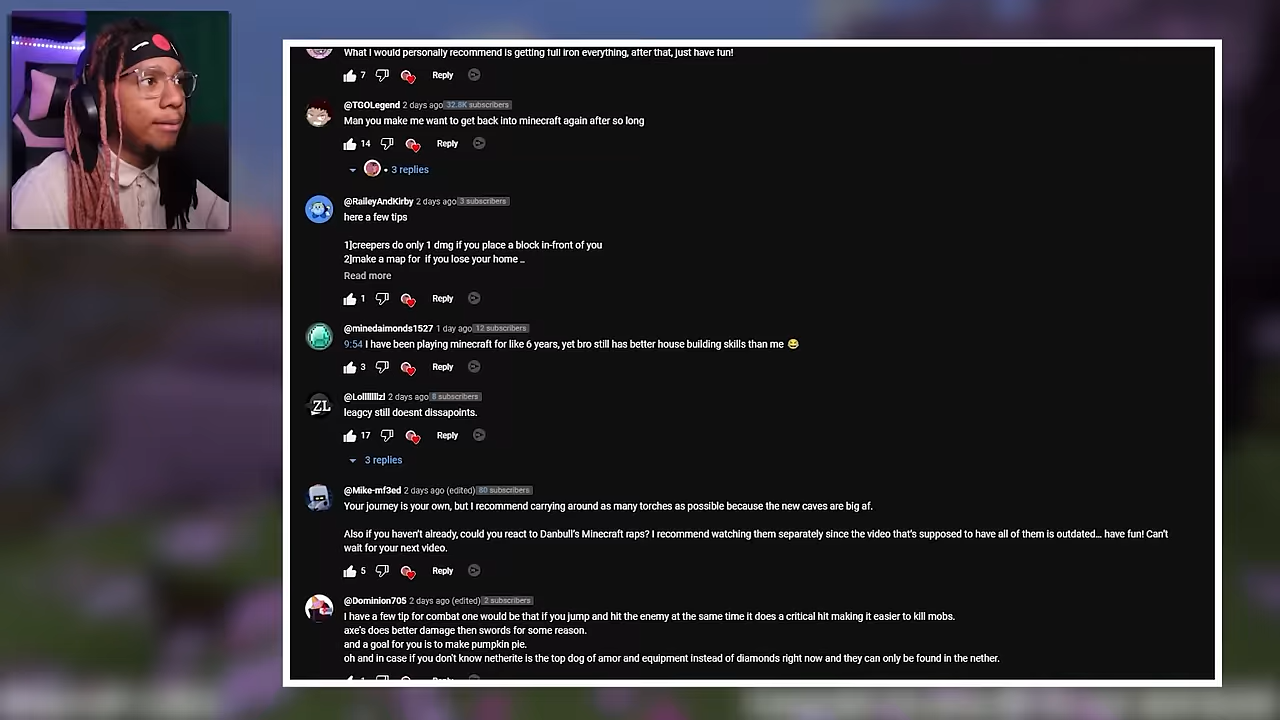 What I would personally recommend is getting full iron everything, after that, just have fun!
7 Reply
@TGOLegend 2 days ago 32.8K subscribers
Man you make me want to get back into minecraft again after so long
14 Reply
• 3 replies
@RaileyAndKirby 2 days ago 3 subscribers
here a few tips
1]creepers do only 1 dmg if you place a block in-front of you
2]make a map for if you lose your home ..
Read more
1 Reply
@minedaimonds1527 1 day ago 12 subscribers
9:54 I have been playing minecraft for like 6 years, yet bro still has better house building skills than me 😂
3 Reply
ZL
2 days ago 8 subscribers
leagcy still doesnt dissapoints.
17 Reply
3 replies
@Mike-mf3ed 2 days ago (edited) 80 subscribers
Your journey is your own, but I recommend carrying around as many torches as possible because the new caves are big af.
Also if you haven't already, could you react to Danbull's Minecraft raps? I recommend watching them separately since the video that's supposed to have all of them is outdated... have fun! Can't
wait for your next video.
5 Reply
@Dominion705 2 days ago (edited) 2 subscribers
I have a few tip for combat one would be that if you jump and hit the enemy at the same time it does a critical hit making it easier to kill mobs.
axe's does better damage then swords for some reason.
and a goal for you is to make pumpkin pie.
oh and in case if you don't know netherite is the top dog of amor and equipment instead of diamonds right now and they can only be found in the nether.